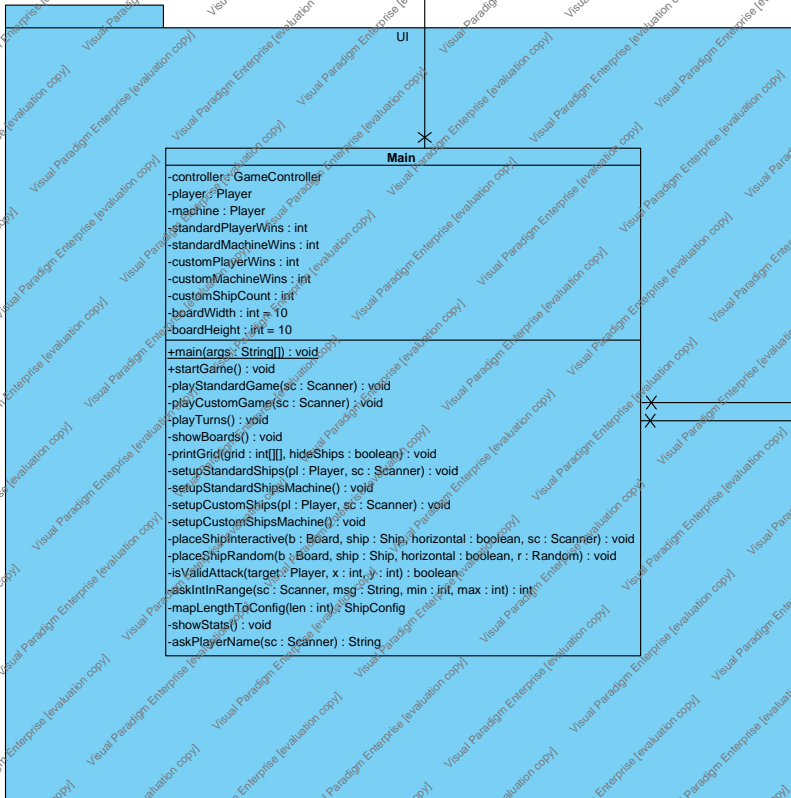 UI
Main
-controller : GameController
-player : Player
-machine : Player
-standardPlayerWins : int
-standardMachineWins : int
-customPlayerWins : int
-customMachineWins : int
-customShipCount : int
-boardWidth : int = 10
-boardHeight : int = 10
+main(args : String[]) : void
+startGame() : void
-playStandardGame(sc : Scanner) : void
-playCustomGame(sc : Scanner) : void
-playTurns() : void
-showBoards() : void
-printGrid(grid : int[][], hideShips : boolean) : void
-setupStandardShips(pl : Player, sc : Scanner) : void
-setupStandardShipsMachine() : void
-setupCustomShips(pl : Player, sc : Scanner) : void
-setupCustomShipsMachine() : void
-placeShipInteractive(b : Board, ship : Ship, horizontal : boolean, sc : Scanner) : void
-placeShipRandom(b : Board, ship : Ship, horizontal : boolean, r : Random) : void
-isValidAttack(target : Player, x : int, y : int) : boolean
-askIntInRange(sc : Scanner, msg : String, min : int, max : int) : int
-mapLengthToConfig(len : int) : ShipConfig
-showStats() : void
-askPlayerName(sc : Scanner) : String
Visual Paradigm Enterprise [evaluation copy]